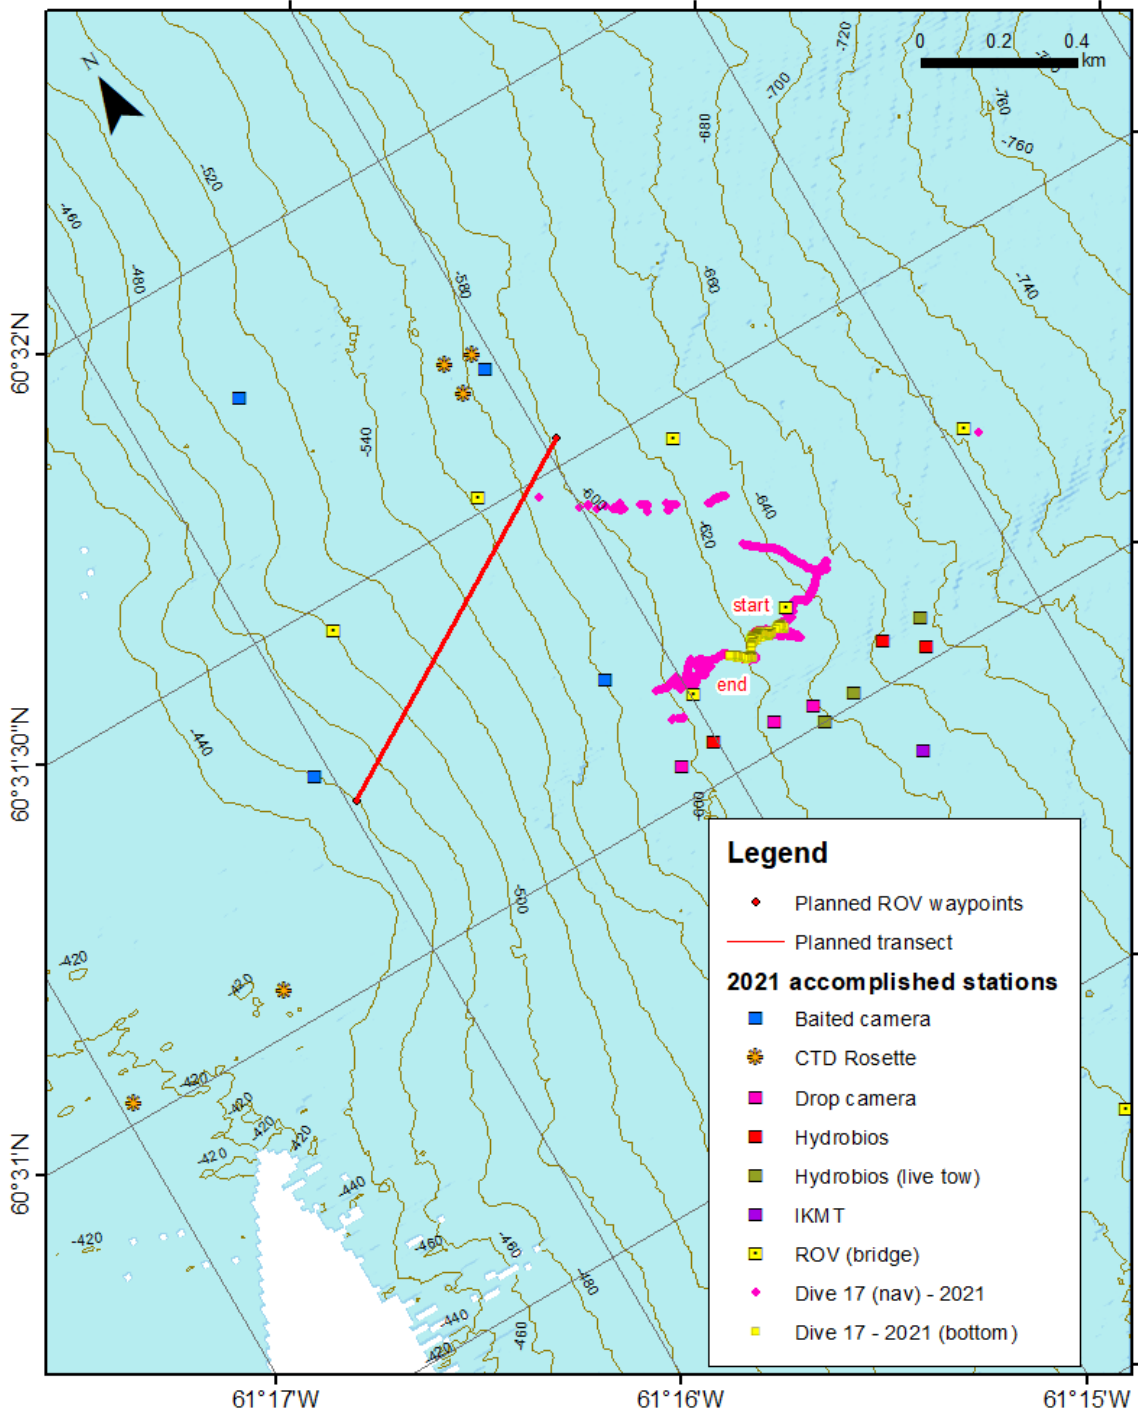 N
0 0.2 0.4
km
-720
-700
-680
-760
-760
-520
-460
-480
-580
-660
-740
60°32'N
-540
-600
-640
-620
start
end
60°31'30"N
-440
-600
-500
Legend
Planned ROV waypoints
Planned transect
2021 accomplished stations
Baited camera
CTD Rosette
Drop camera
Hydrobios
Hydrobios (live tow)
IKMT
ROV (bridge)
Dive 17 (nav) - 2021
Dive 17 - 2021 (bottom)
-420
-420
-420
-420
-420
-420
-420
-420
60°31'N
-440
-460
-460
-480
-440
-460
-420
61°17'W 61°16'W 61°15'W